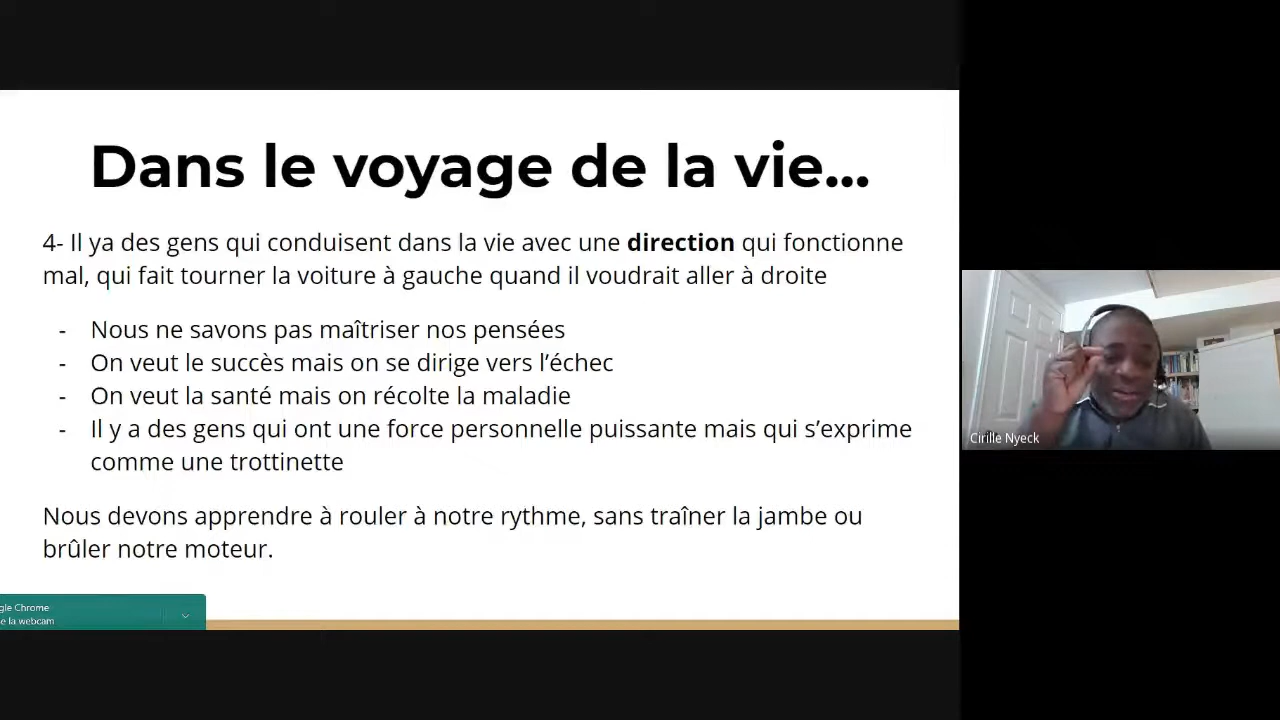 Dans le voyage de la vie...
4- Il ya des gens qui conduisent dans la vie avec une direction qui fonctionne
mal, qui fait tourner la voiture à gauche quand il voudrait aller à droite
- Nous ne savons pas maîtriser nos pensées
- On veut le succès mais on se dirige vers l’échec
- On veut la santé mais on récolte la maladie
- Il y a des gens qui ont une force personnelle puissante mais qui s’exprime
comme une trottinette
Nous devons apprendre à rouler à notre rythme, sans traîner la jambe ou
brûler notre moteur.
gle Chrome
e la webcam
Cirille Nyeck